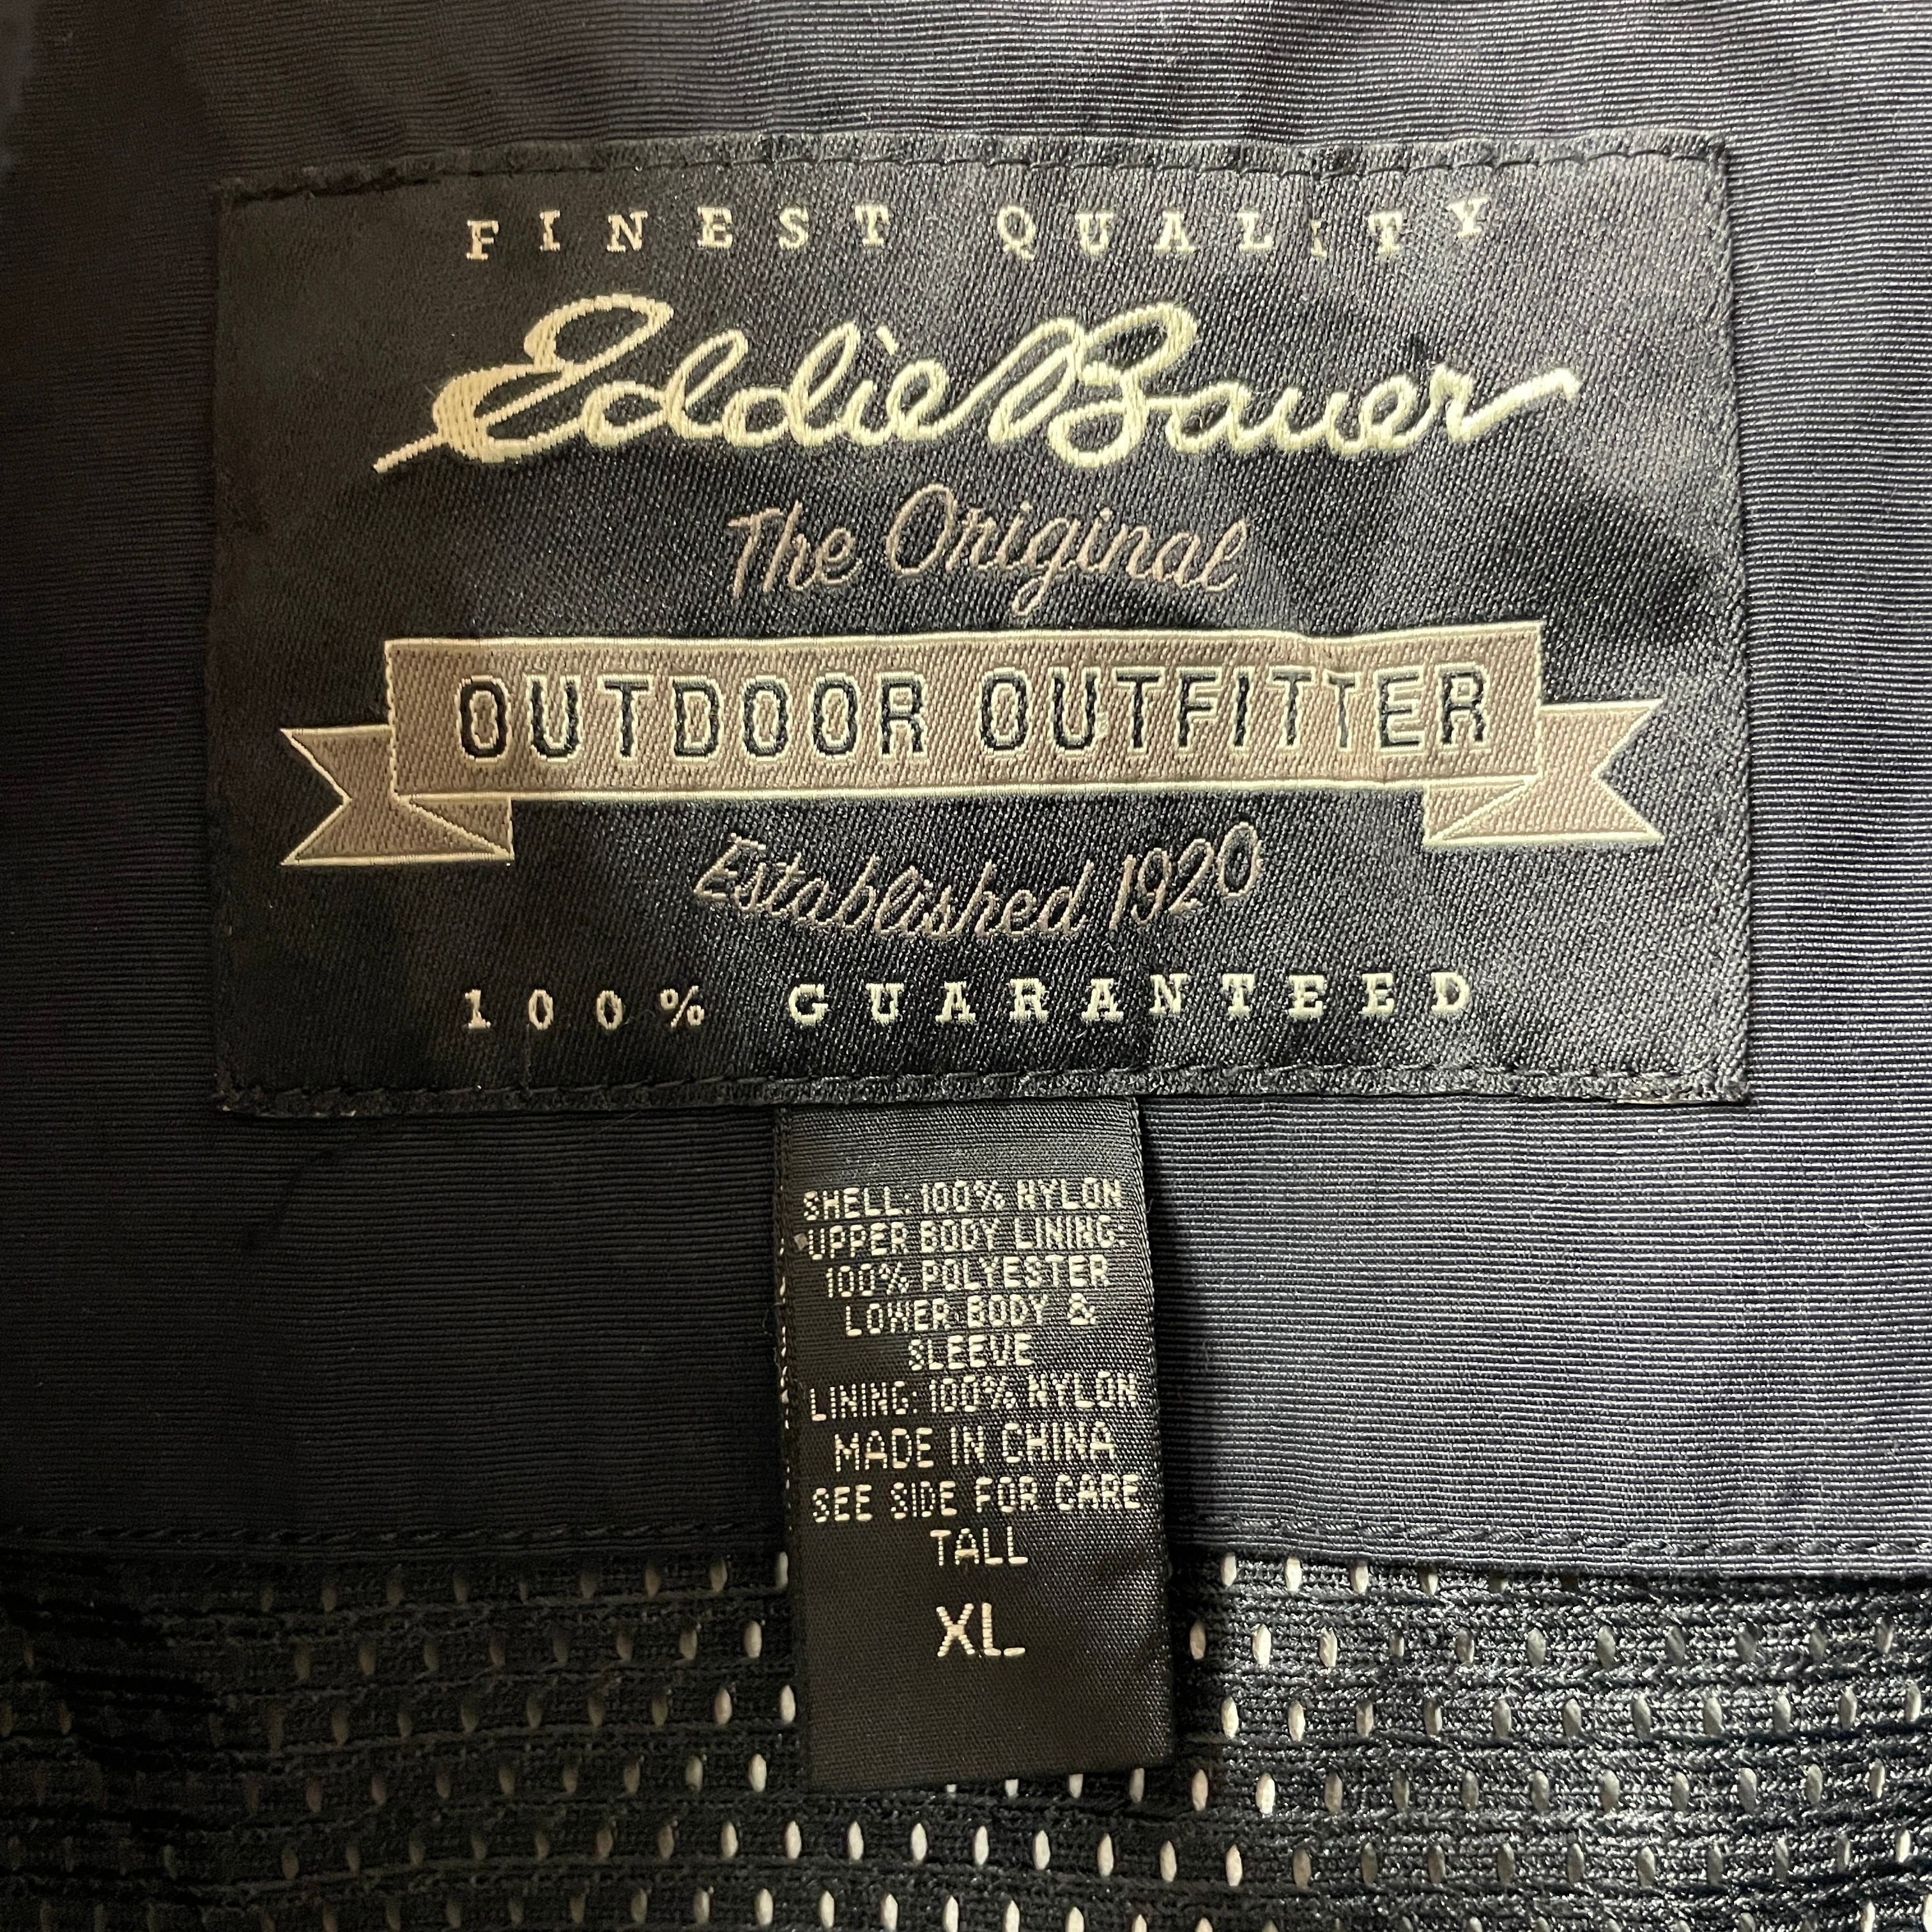 FINEST QUALITY
Eddie Bauer
The Original
OUTDOOR OUTFITTER
Established 1920
100% GUARANTEED
SHELL: 100% NYLON
UPPER BODY LINING:
100% POLYESTER
LOWER BODY &
SLEEVE
LINING: 100% NYLON
MADE IN CHINA
SEE SIDE FOR CARE
TALL
XL